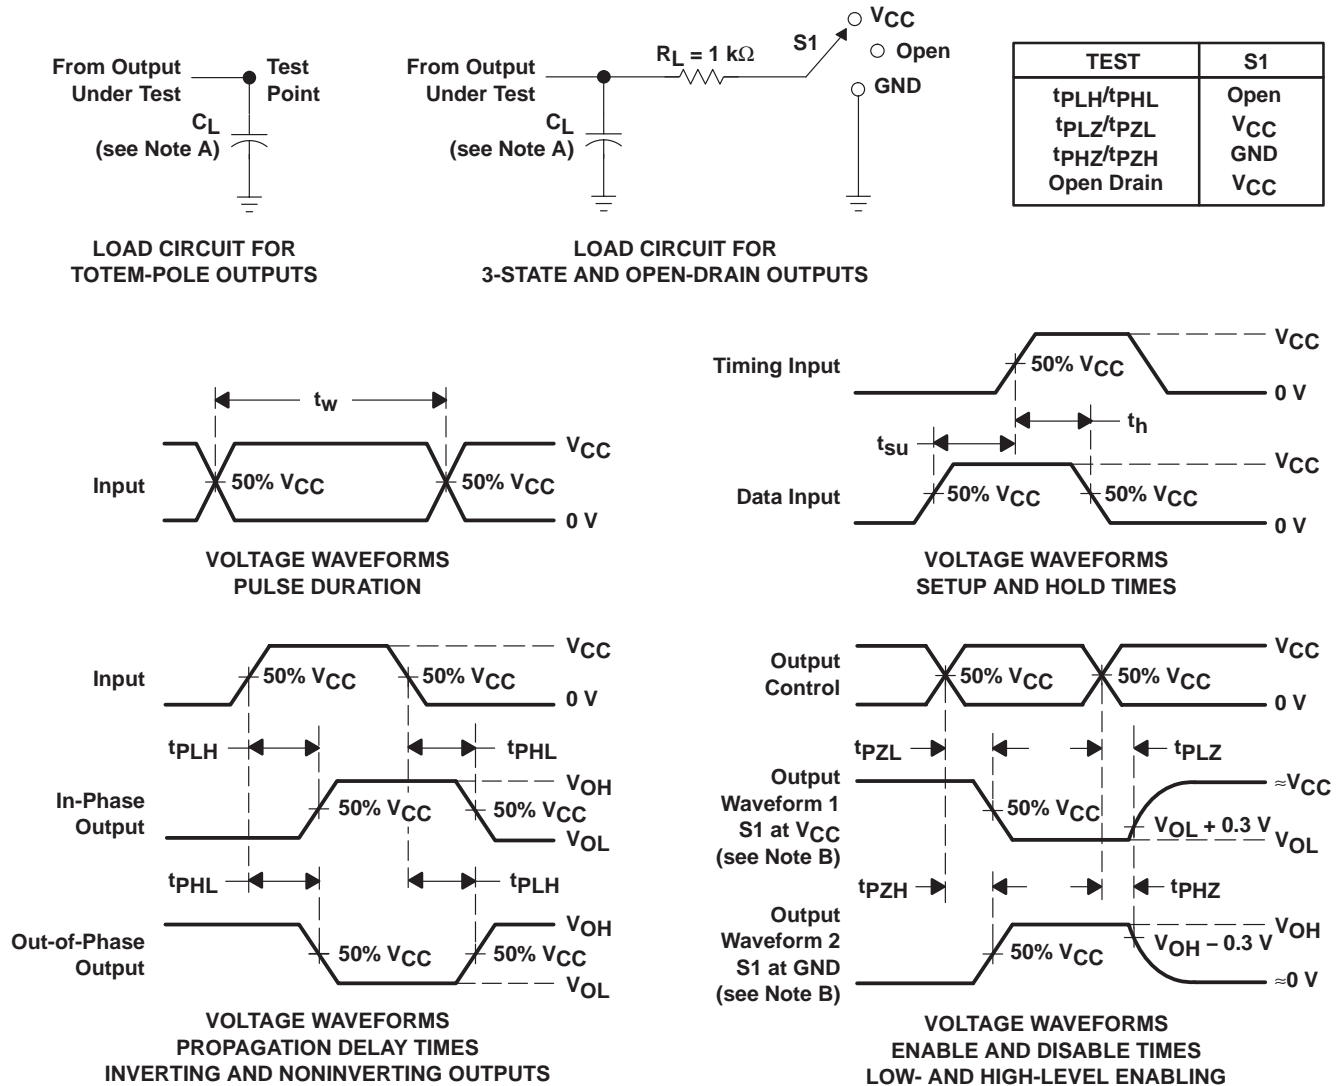 From Output
Under Test
Test
Point
CL
(see Note A)
LOAD CIRCUIT FOR
TOTEM-POLE OUTPUTS
From Output
Under Test
CL
(see Note A)
RL = 1 kΩ
S1
VCC
Open
GND
LOAD CIRCUIT FOR
3-STATE AND OPEN-DRAIN OUTPUTS
TEST S1
tPLH/tPHL Open
tPLZ/tPZL VCC
tPHZ/tPZH GND
Open Drain VCC
tw
Input
50% VCC
50% VCC
VCC
0 V
VOLTAGE WAVEFORMS
PULSE DURATION
Timing Input
50% VCC
VCC
0 V
th
tsu
Data Input
50% VCC
50% VCC
VCC
0 V
VOLTAGE WAVEFORMS
SETUP AND HOLD TIMES
Input
50% VCC
50% VCC
VCC
0 V
tPLH
tPHL
In-Phase
Output
50% VCC
50% VCC
VOH
VOL
tPHL
tPLH
Out-of-Phase
Output
50% VCC
50% VCC
VOH
VOL
VOLTAGE WAVEFORMS
PROPAGATION DELAY TIMES
INVERTING AND NONINVERTING OUTPUTS
Output
Control
50% VCC
50% VCC
VCC
0 V
tPZL
tPLZ
Output
Waveform 1
S1 at VCC
(see Note B)
50% VCC
≈VCC
VOL + 0.3 V
VOL
tPZH
tPHZ
Output
Waveform 2
S1 at GND
(see Note B)
50% VCC
VOH
VOH − 0.3 V
≈0 V
VOLTAGE WAVEFORMS
ENABLE AND DISABLE TIMES
LOW- AND HIGH-LEVEL ENABLING